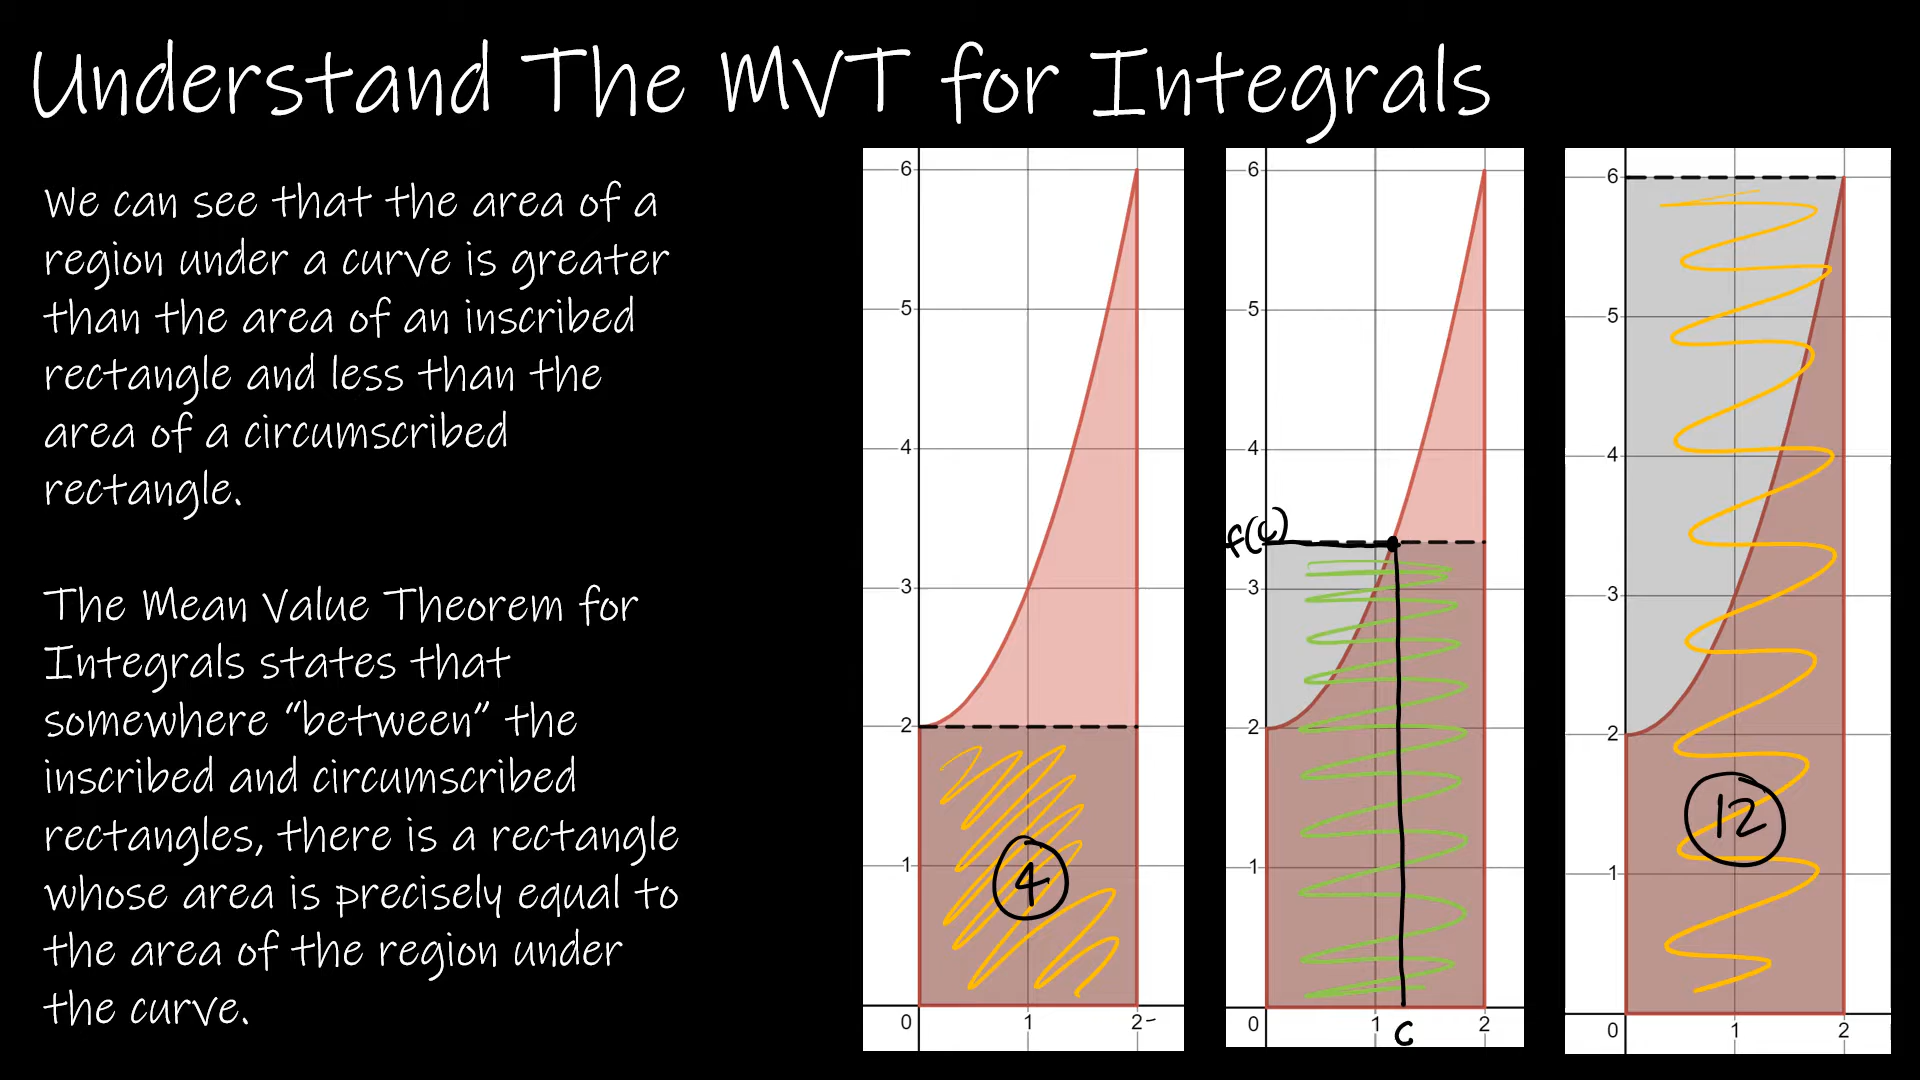 Understand The MVT for Integrals
We can see that the area of a
region under a curve is greater
than the area of an inscribed
rectangle and less than the
area of a circumscribed
rectangle.
The Mean Value Theorem for
Integrals states that
somewhere “between” the
inscribed and circumscribed
rectangles, there is a rectangle
whose area is precisely equal to
the area of the region under
the curve.
6
5
4
3
2
1
4
0 1 2
6
5
4
f(c)
3
2
1
0 1 2
c
6
5
4
3
2
12
1
0 1 2